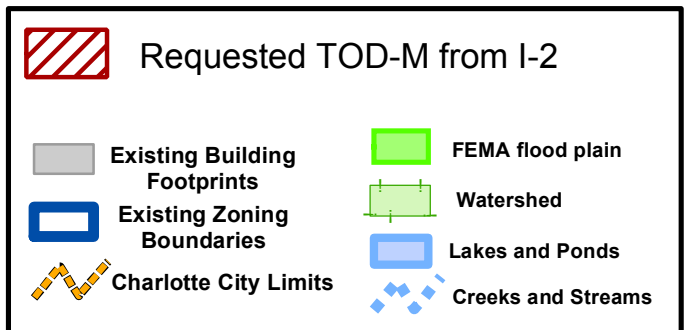 Requested TOD-M from I-2
Existing Building
Footprints
Existing Zoning
Boundaries
Charlotte City Limits
FEMA flood plain
Watershed
Lakes and Ponds
Creeks and Streams